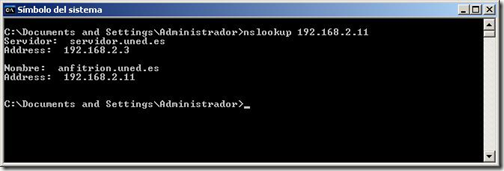 Símbolo del sistema
C:\Documents and Settings\Administrador>nslookup 192.168.2.11
Servidor:  servidor.uned.es
Address:  192.168.2.3
Nombre:  anfitrion.uned.es
Address:  192.168.2.11
C:\Documents and Settings\Administrador>_